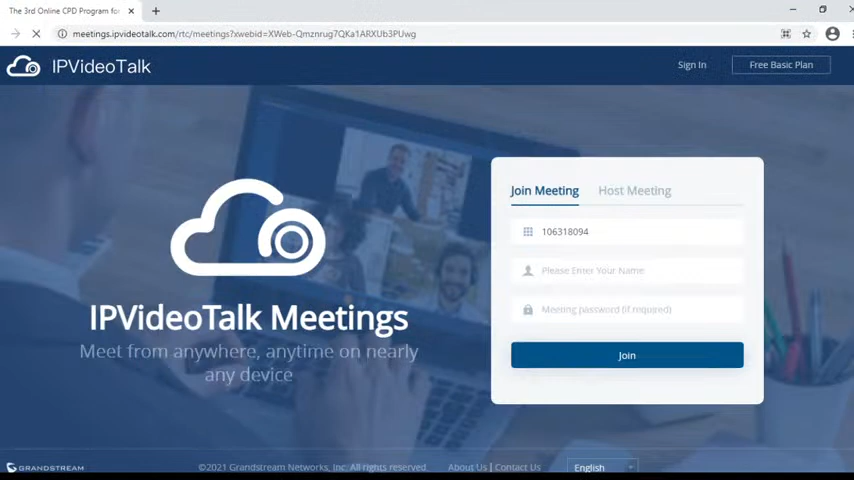 The 3rd Online CPD Program for
meetings.ipvideotalk.com/rtc/meetings?xwebid=XWeb-Qmznrug7QKa1ARXUb3PUwg
IPVideoTalk
Sign In
Free Basic Plan
Join Meeting
Host Meeting
106318094
Please Enter Your Name
Meeting password (if required)
Join
IPVideoTalk Meetings
Meet from anywhere, anytime on nearly
any device
GRANDSTREAM
©2021 Grandstream Networks, Inc. All rights reserved.
About Us | Contact Us
English